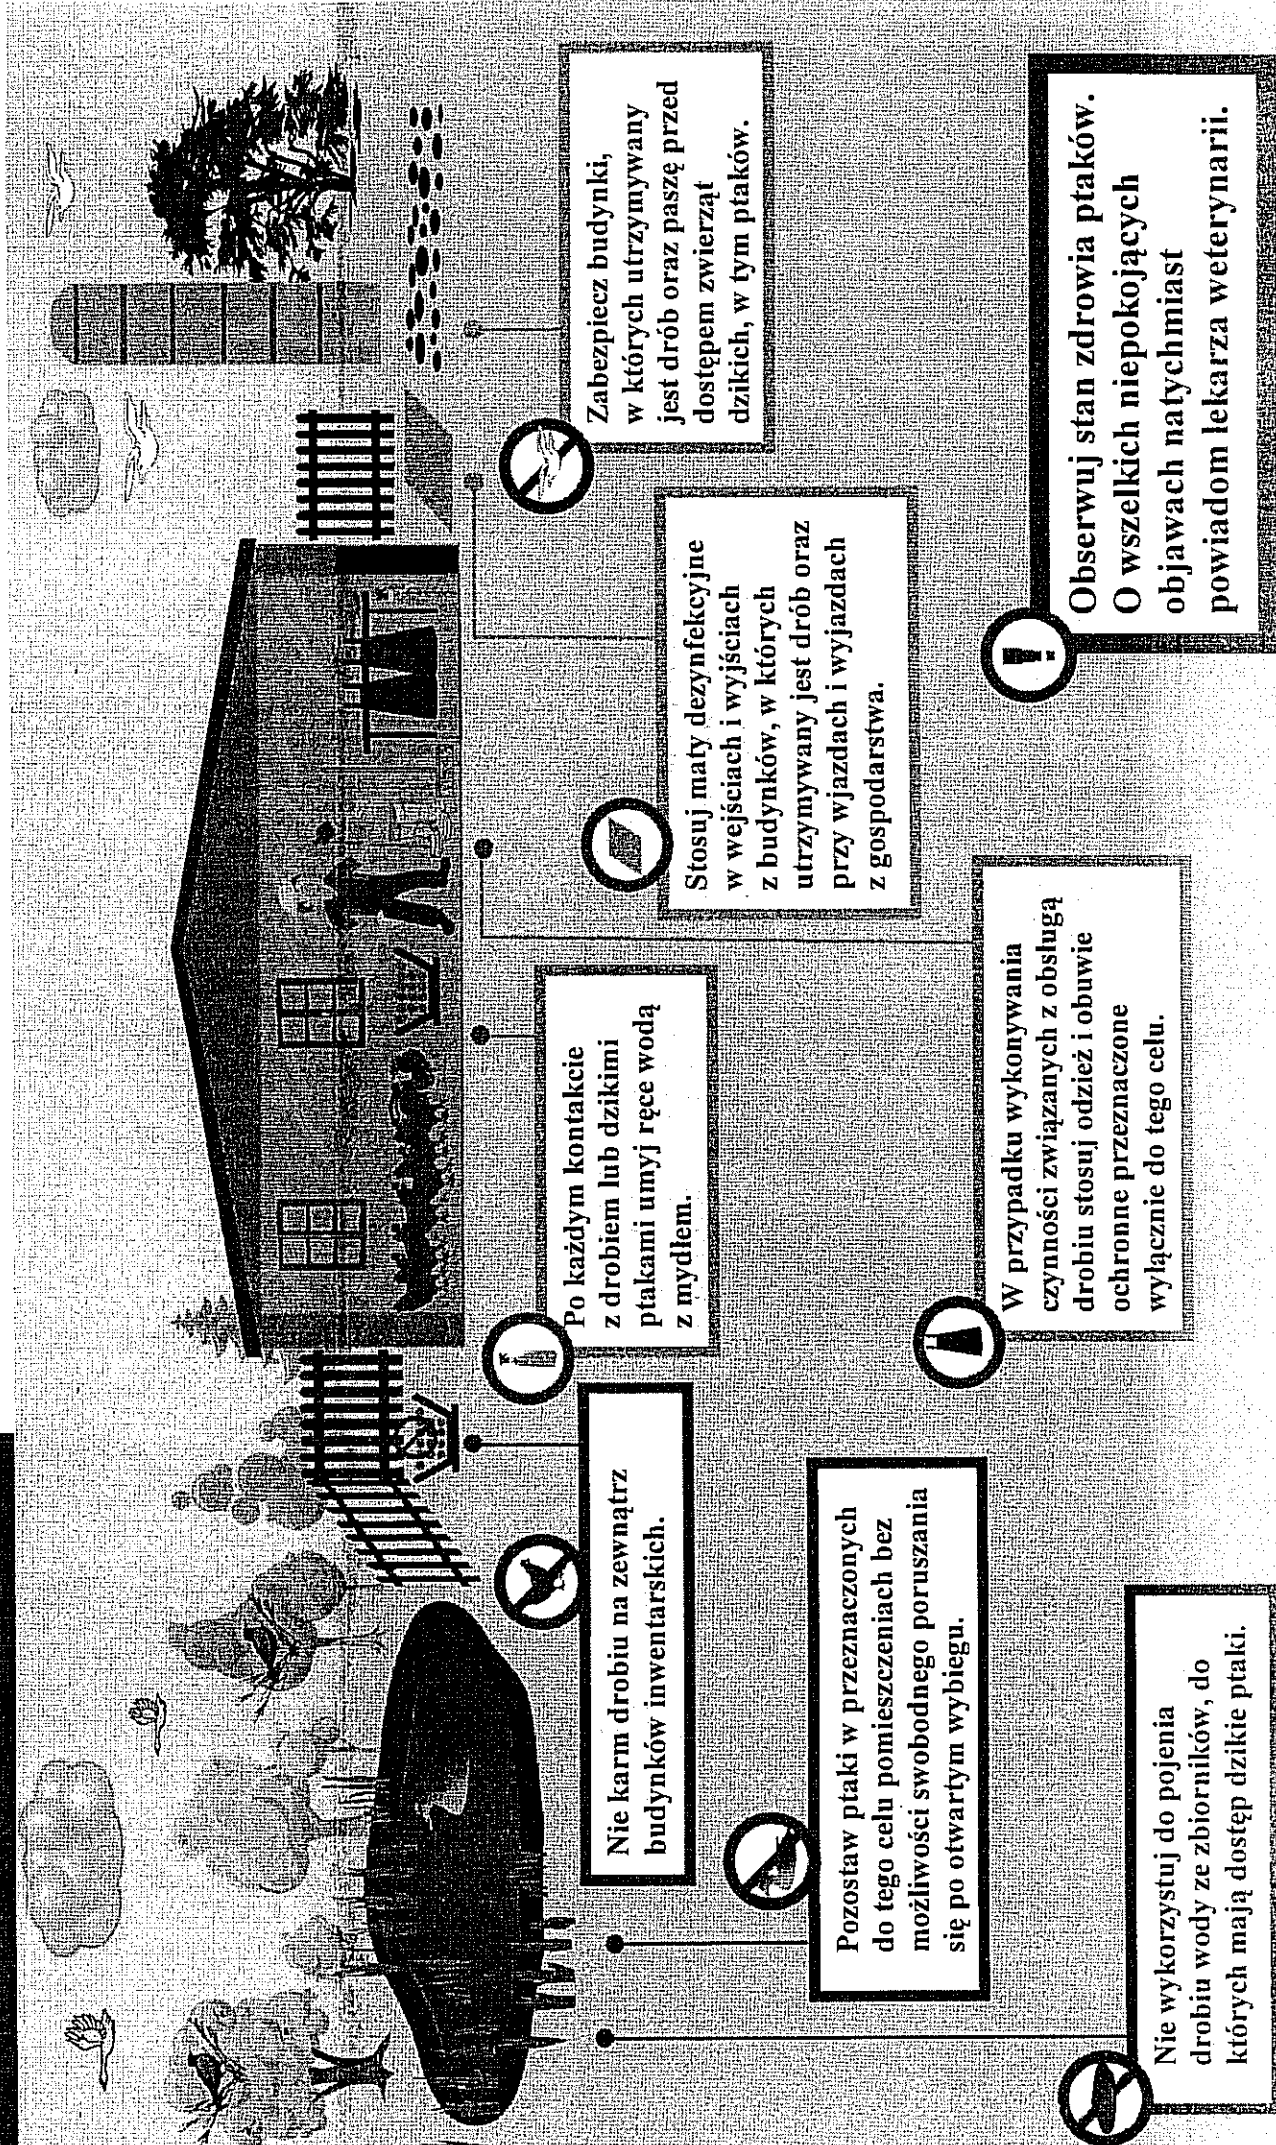 Nie karm drobiu na zewnątrz
budynków inwentarskich.
Pozostaw ptaki w przeznaczonych
do tego celu pomieszczeniach bez
możliwości swobodnego poruszania
się po otwartym wybiegu.
Nie wykorzystuj do pojenia
drobiu wody ze zbiorników, do
których mają dostęp dzikie ptaki.
Po każdym kontakcie
z drobiem lub dzikimi
ptakami umyj ręce wodą
z mydłem.
W przypadku wykonywania
czynności związanych z obsługą
drobiu stosuj odzież i obuwie
ochronne przeznaczone
wyłącznie do tego celu.
Stosuj maty dezynfekcyjne
w wejściach i wyjściach
z budynków, w których
utrzymywany jest drób oraz
przy wjazdach i wyjazdach
z gospodarstwa.
Zabezpiecz budynki,
w których utrzymywany
jest drób oraz paszę przed
dostępem zwierząt
dzikich, w tym ptaków.
Obserwuj stan zdrowia ptaków.
O wszelkich niepokojących
objawach natychmiast
powiadom lekarza weterynarii.